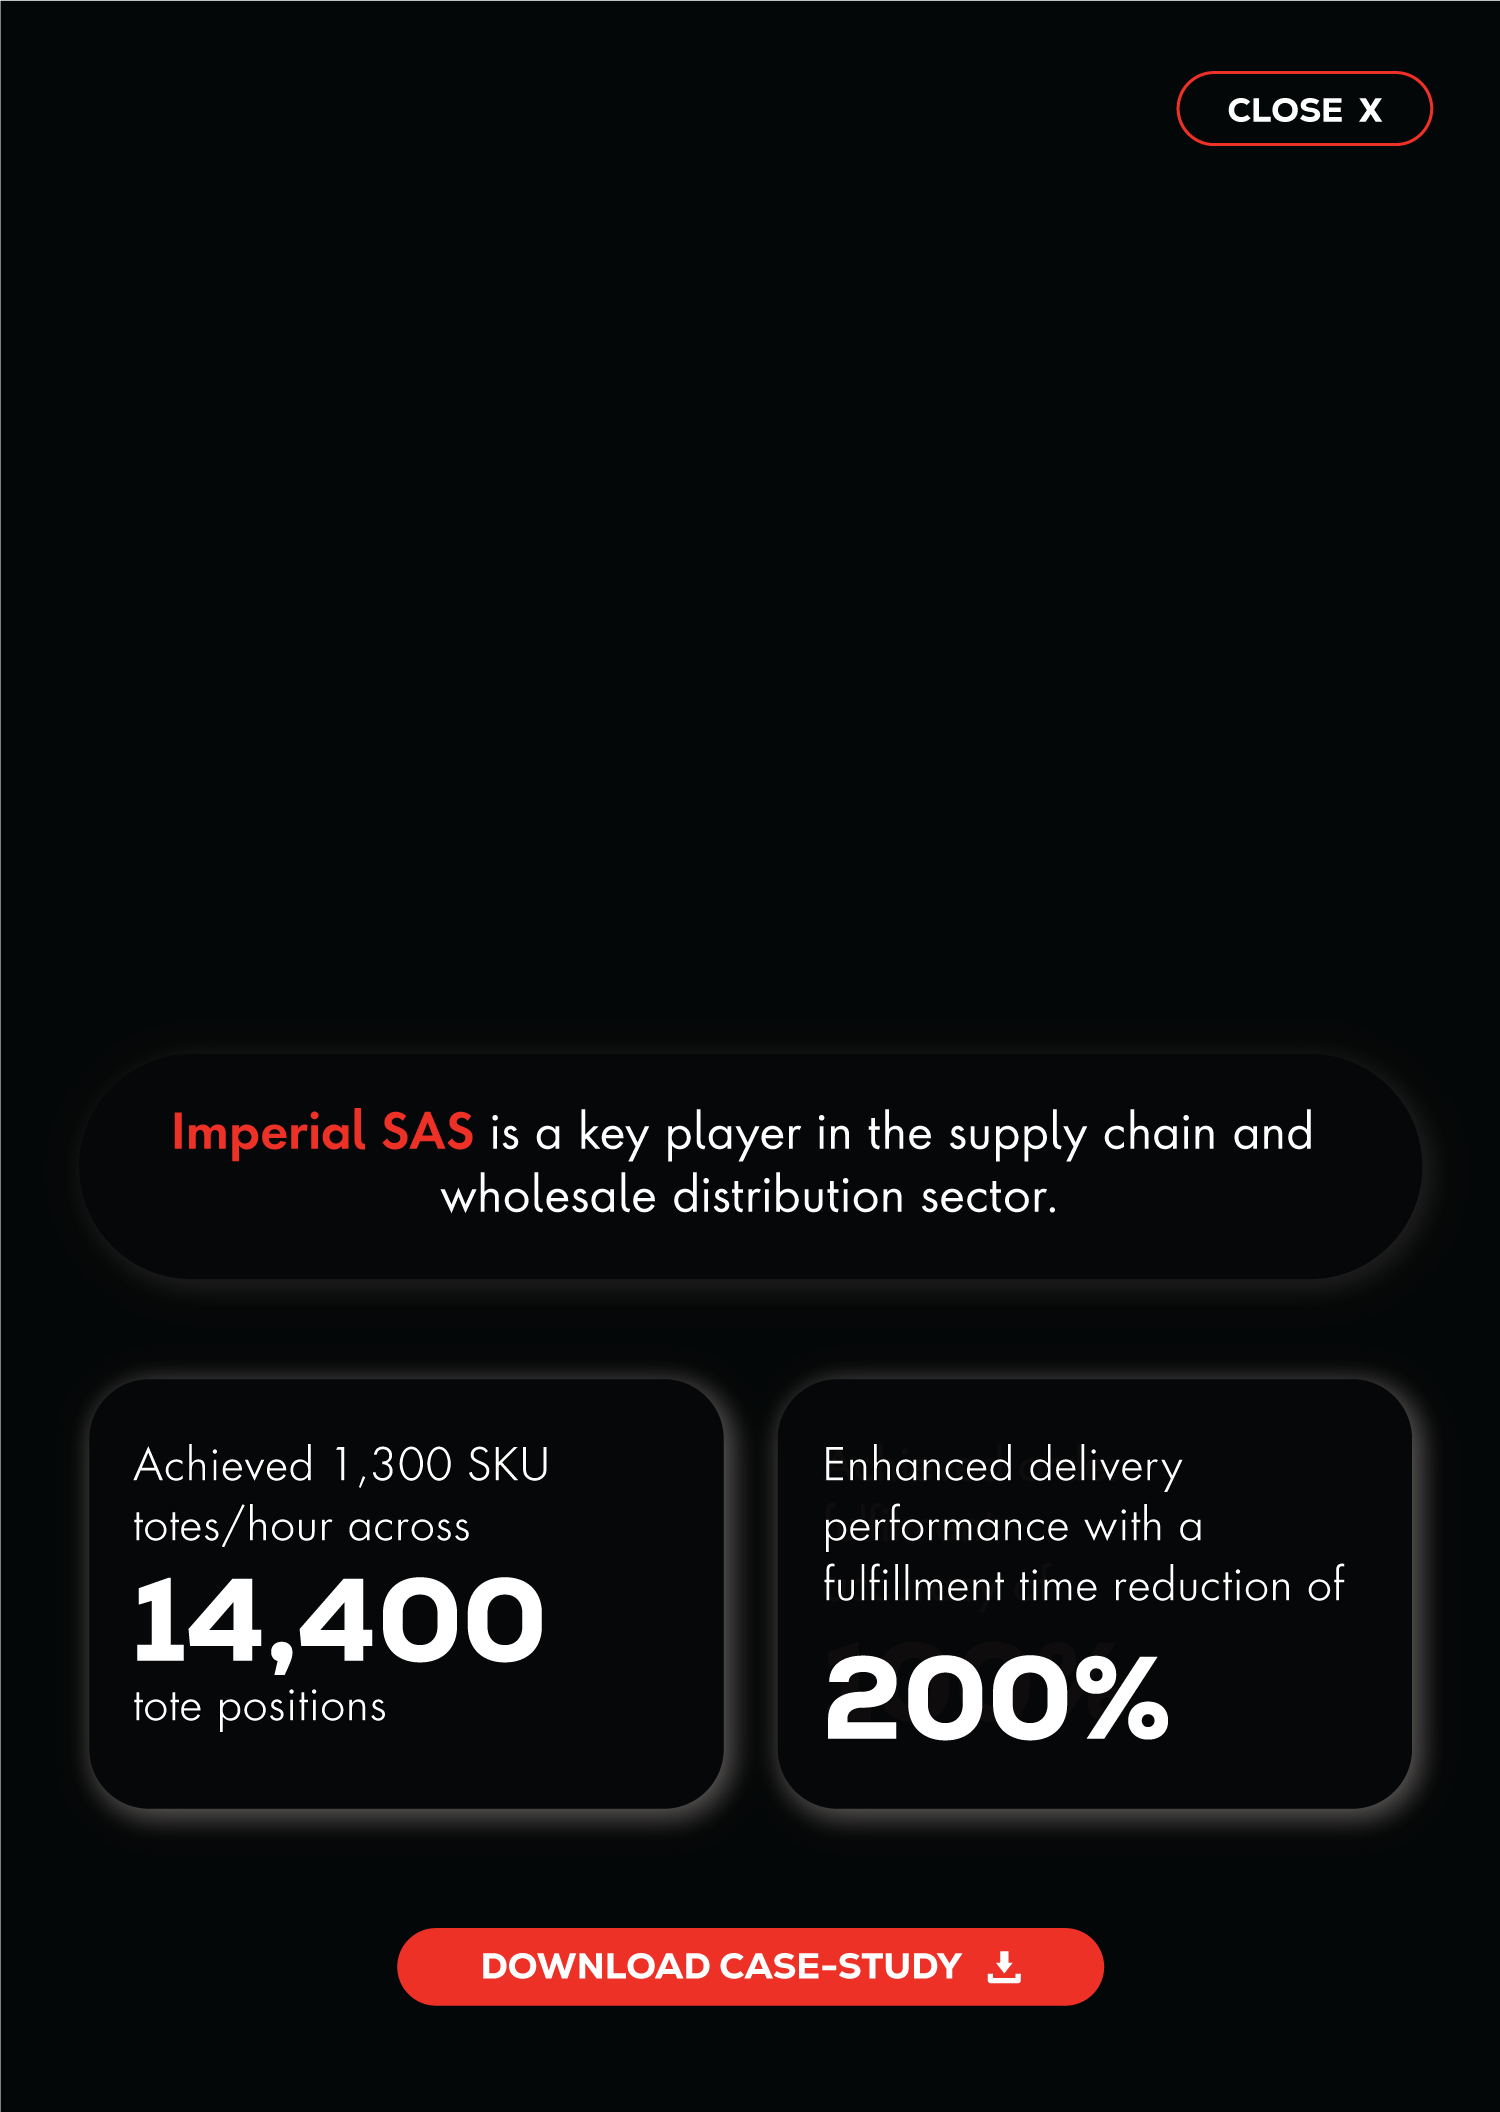 CLOSE X
Imperial SAS is a key player in the supply chain and
wholesale distribution sector.
Achieved 1,300 SKU
totes/hour across
14,400
tote positions
Enhanced delivery
performance with a
fulfillment time reduction of
200%
DOWNLOAD CASE-STUDY